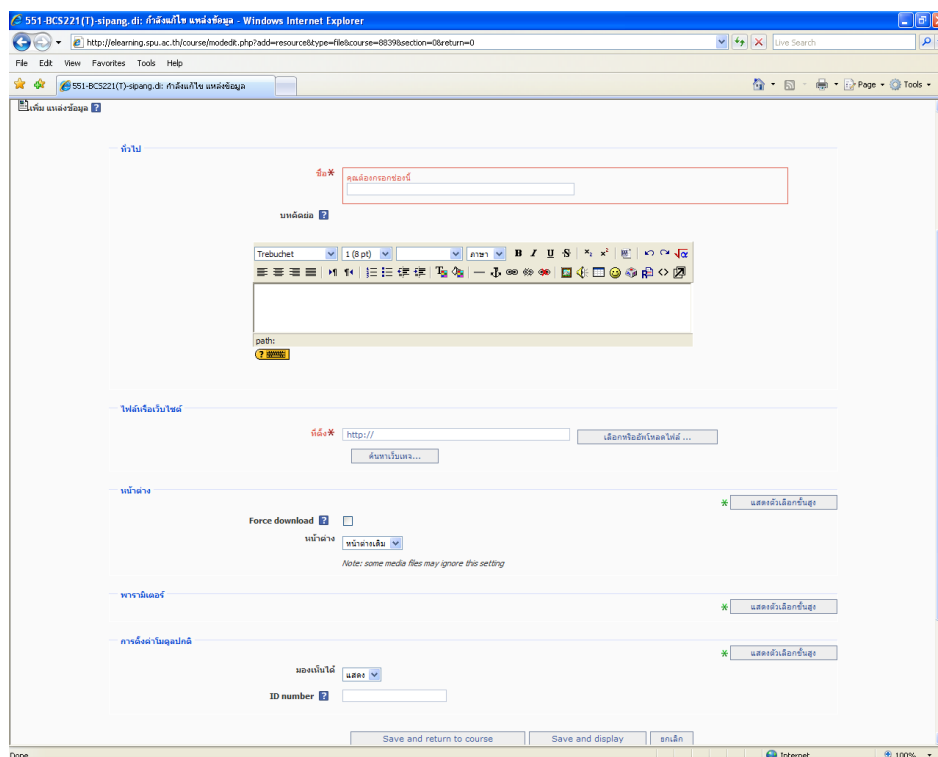 551-BCS221(T)-sipang.di: กำลังแก้ไข แหล่งข้อมูล - Windows Internet Explorer
http://elearning.spu.ac.th/course/modedit.php?add=resource&type=file&course=8839&section=0&return=0
Live Search
File Edit View Favorites Tools Help
551-BCS221(T)-sipang.di: กำลังแก้ไข แหล่งข้อมูล
Page Tools
เพิ่ม แหล่งข้อมูล ?
ทั่วไป
ชื่อ* คุณต้องกรอกช่องนี้
บทคัดย่อ ?
Trebuchet 1 (8 pt) ภาษา B I U S x₂ x²
path:
?
ไฟล์หรือเว็บไซต์
ที่ตั้ง* http:// เลือกหรืออัพโหลดไฟล์ ...
ค้นหาเว็บเพจ...
หน้าต่าง
* แสดงตัวเลือกขั้นสูง
Force download ?
หน้าต่าง หน้าต่างเดิม
Note: some media files may ignore this setting
พารามิเตอร์
* แสดงตัวเลือกขั้นสูง
การตั้งค่าโมดูลปกติ
* แสดงตัวเลือกขั้นสูง
มองเห็นได้ แสดง
ID number ?
Save and return to course Save and display ยกเลิก
Done Internet 100%